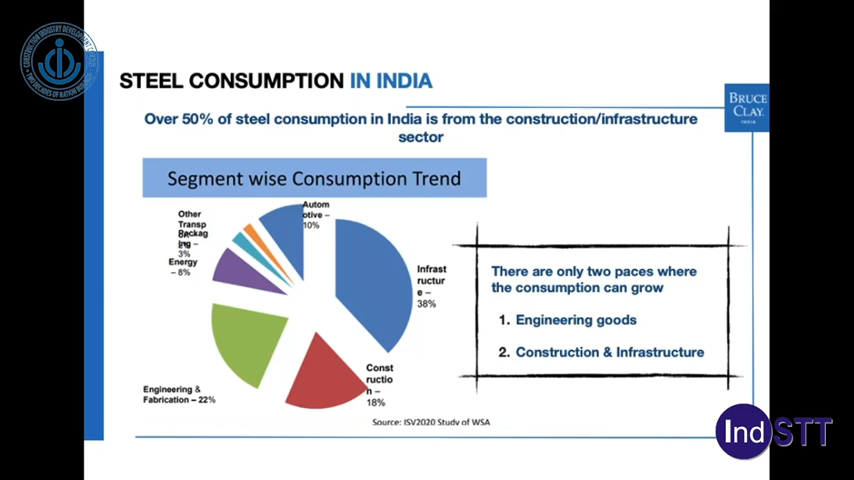 STEEL CONSUMPTION IN INDIA
BRUCE
CLAY
INDIA
Over 50% of steel consumption in India is from the construction/infrastructure
sector
Segment wise Consumption Trend
Autom
otive –
10%
Other
Transp
Packag
ing –
3%
Energy
– 8%
Infrast
ructur
e –
38%
Const
ructio
n –
18%
Engineering &
Fabrication – 22%
There are only two paces where
the consumption can grow
1. Engineering goods
2. Construction & Infrastructure
Source: ISV2020 Study of WSA
IndSTT